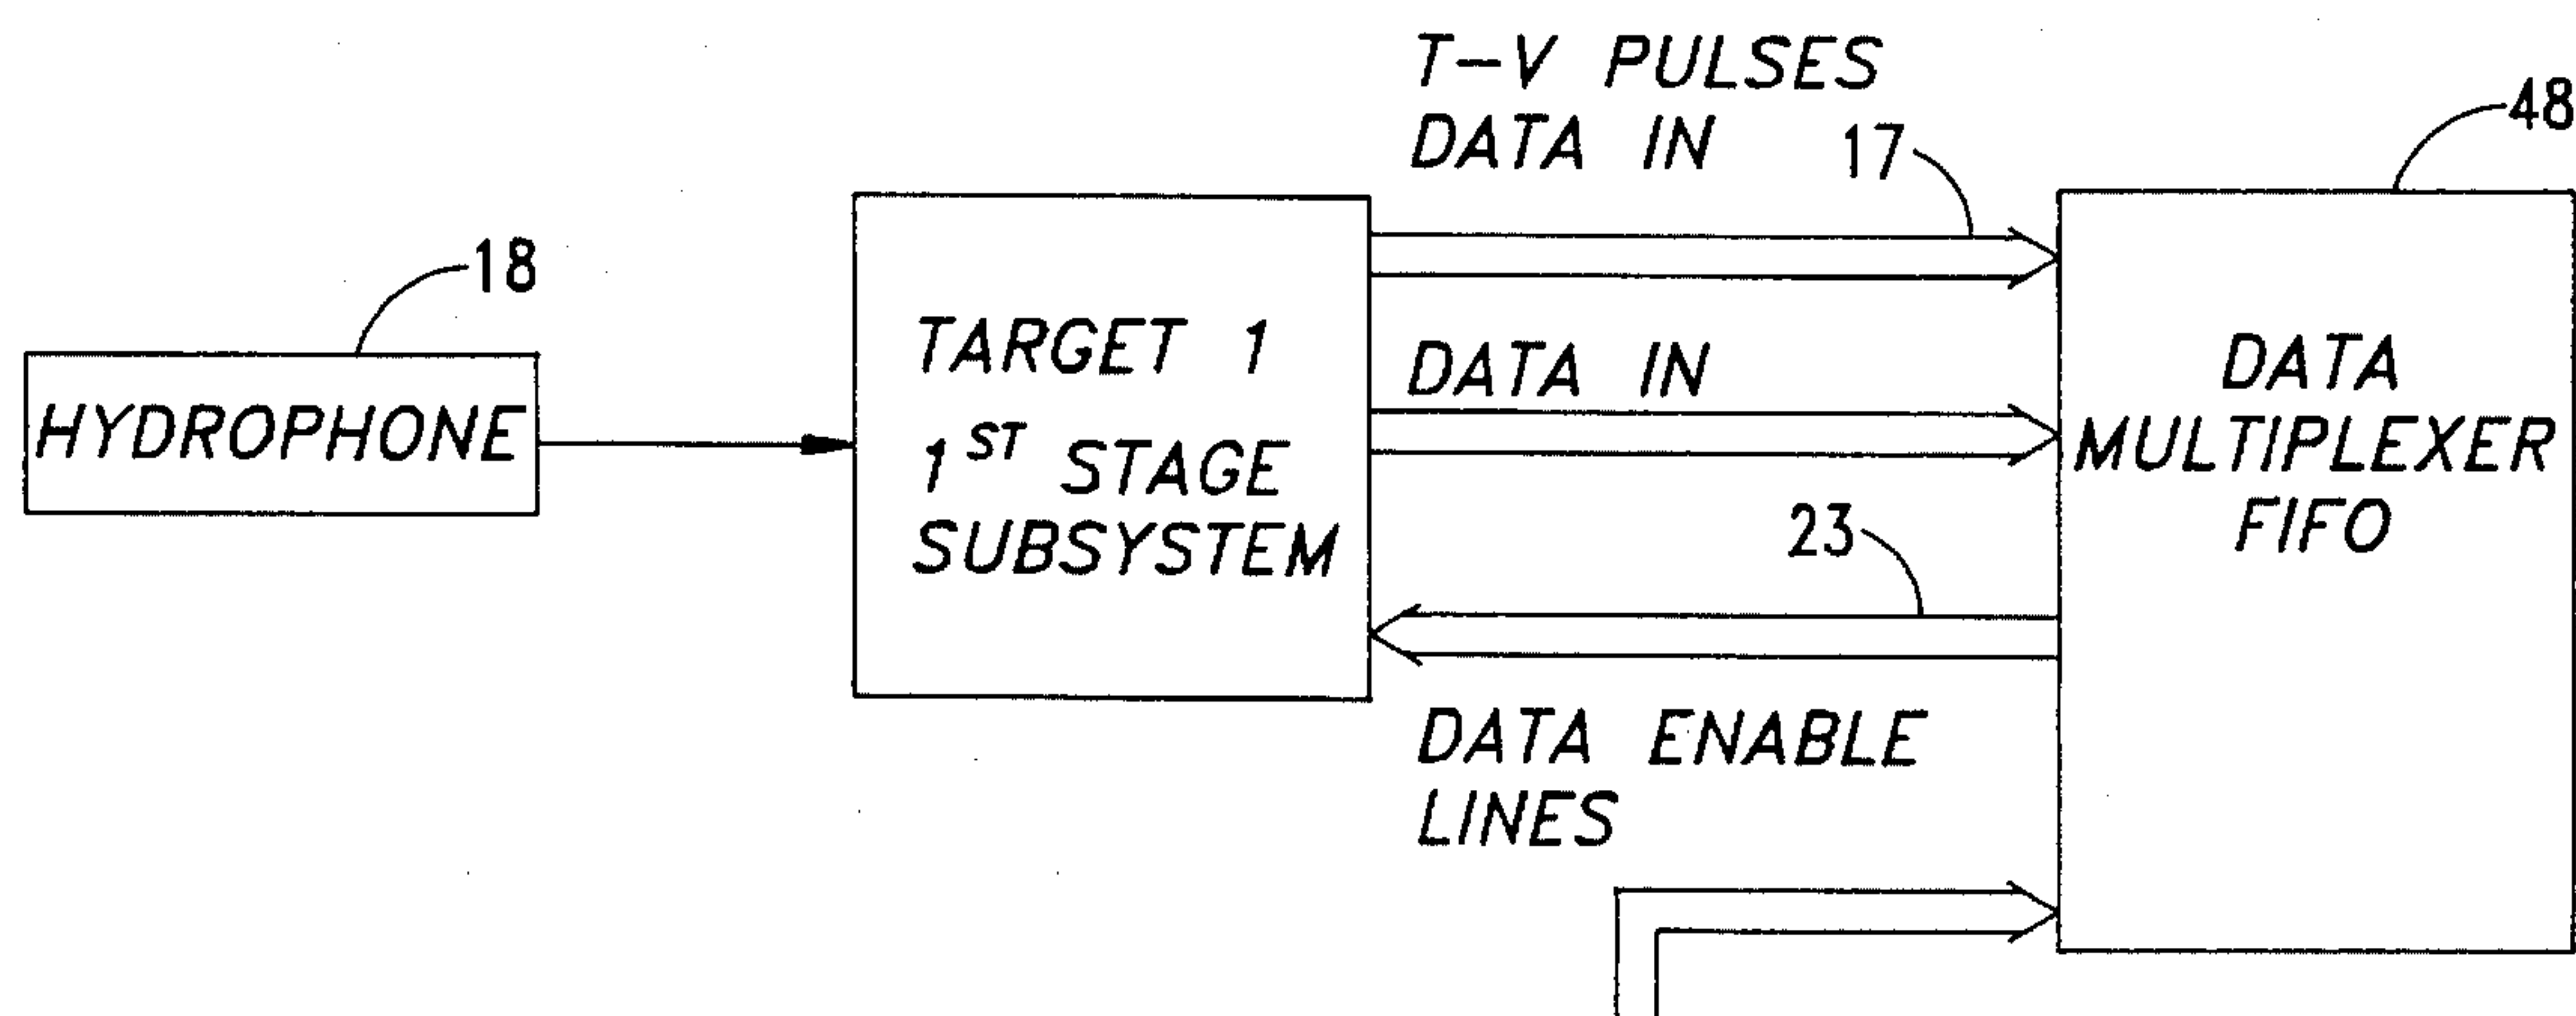 18
HYDROPHONE
TARGET 1
1ST STAGE
SUBSYSTEM
T-V PULSES
DATA IN
17
DATA IN
23
DATA ENABLE
LINES
48
DATA
MULTIPLEXER
FIFO